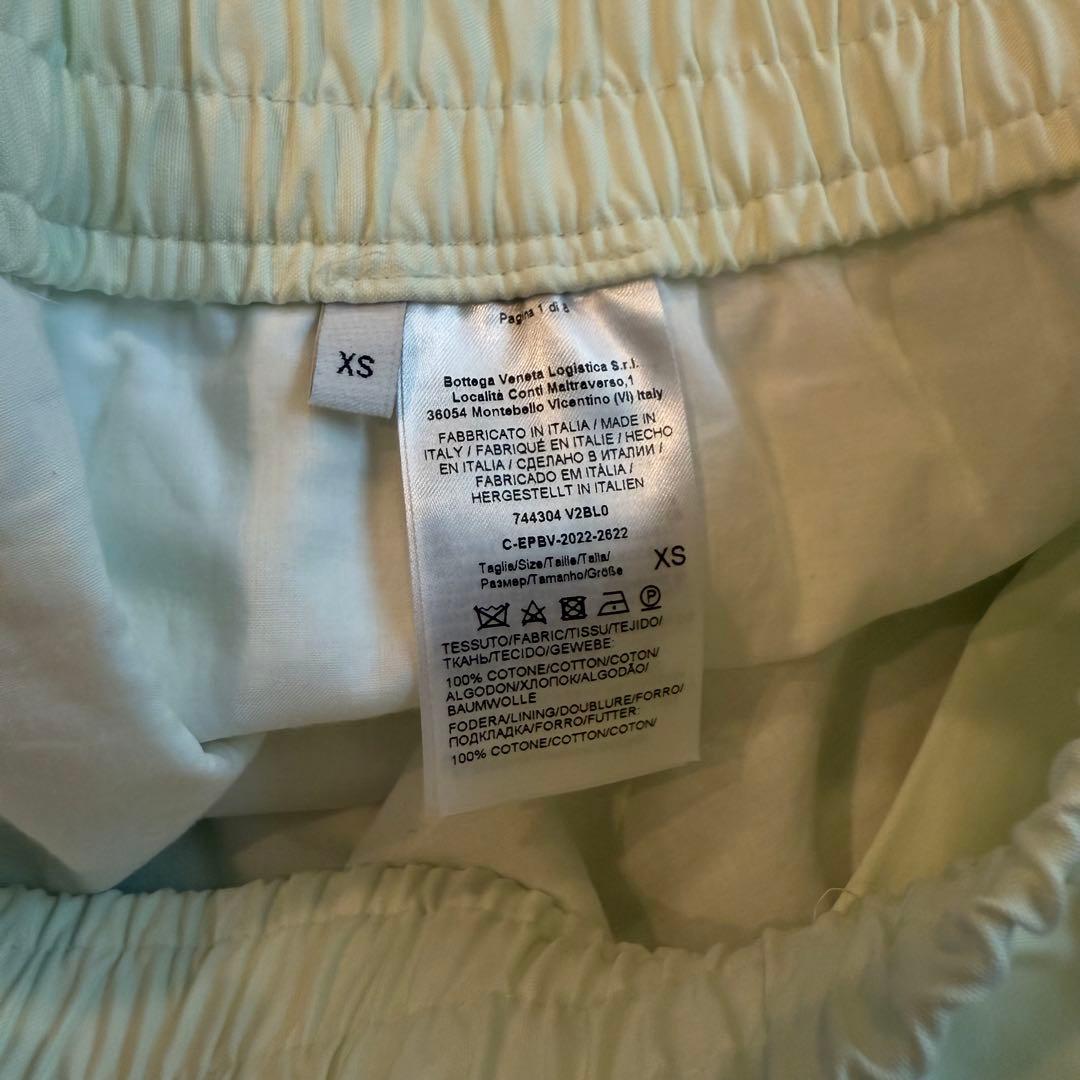 XS
Pagina 1 di 8
Bottega Veneta Logistica S.r.l.
Località Conti Maltraverso,1
36054 Montebello Vicentino (VI) Italy
FABBRICATO IN ITALIA / MADE IN
ITALY / FABRIQUÉ EN ITALIE / HECHO
EN ITALIA / СДЕЛАНО В ИТАЛИИ /
FABRICADO EM ITÀLIA /
HERGESTELLT IN ITALIEN
744304 V2BL0
C-EPBV-2022-2622
Taglia/Size/Taille/Talla/
Размер/Tamanho/Größe
XS
TESSUTO/FABRIC/TISSU/TEJIDO/
ТКАНЬ/TECIDO/GEWEBE:
100% COTONE/COTTON/COTON/
ALGODON/ХЛОПОК/ALGODÃO/
BAUMWOLLE
FODERA/LINING/DOUBLURE/FORRO/
ПОДКЛАДКА/FORRO/FUTTER:
100% COTONE/COTTON/COTON/